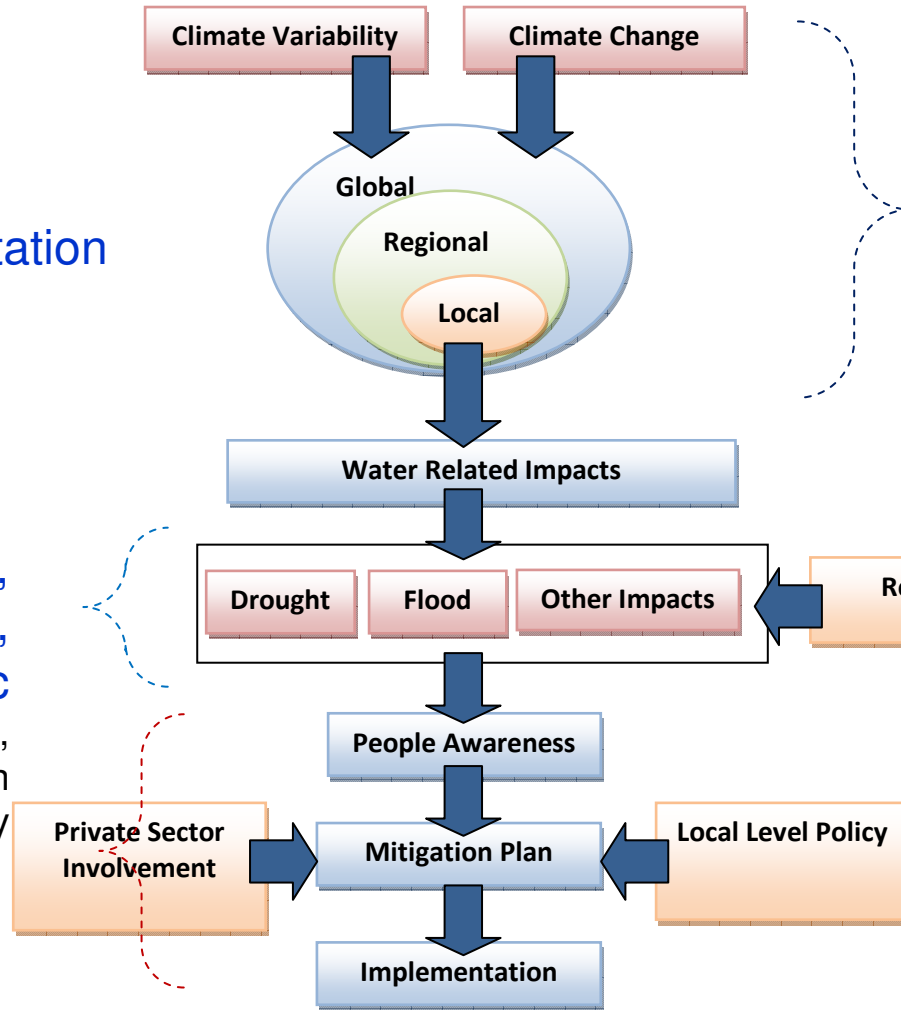 Climate Variability
Climate Change
Global
Regional
Local
Water Related Impacts
Drought
Flood
Other Impacts
People Awareness
Private Sector
Involvement
Mitigation Plan
Local Level Policy
Implementation